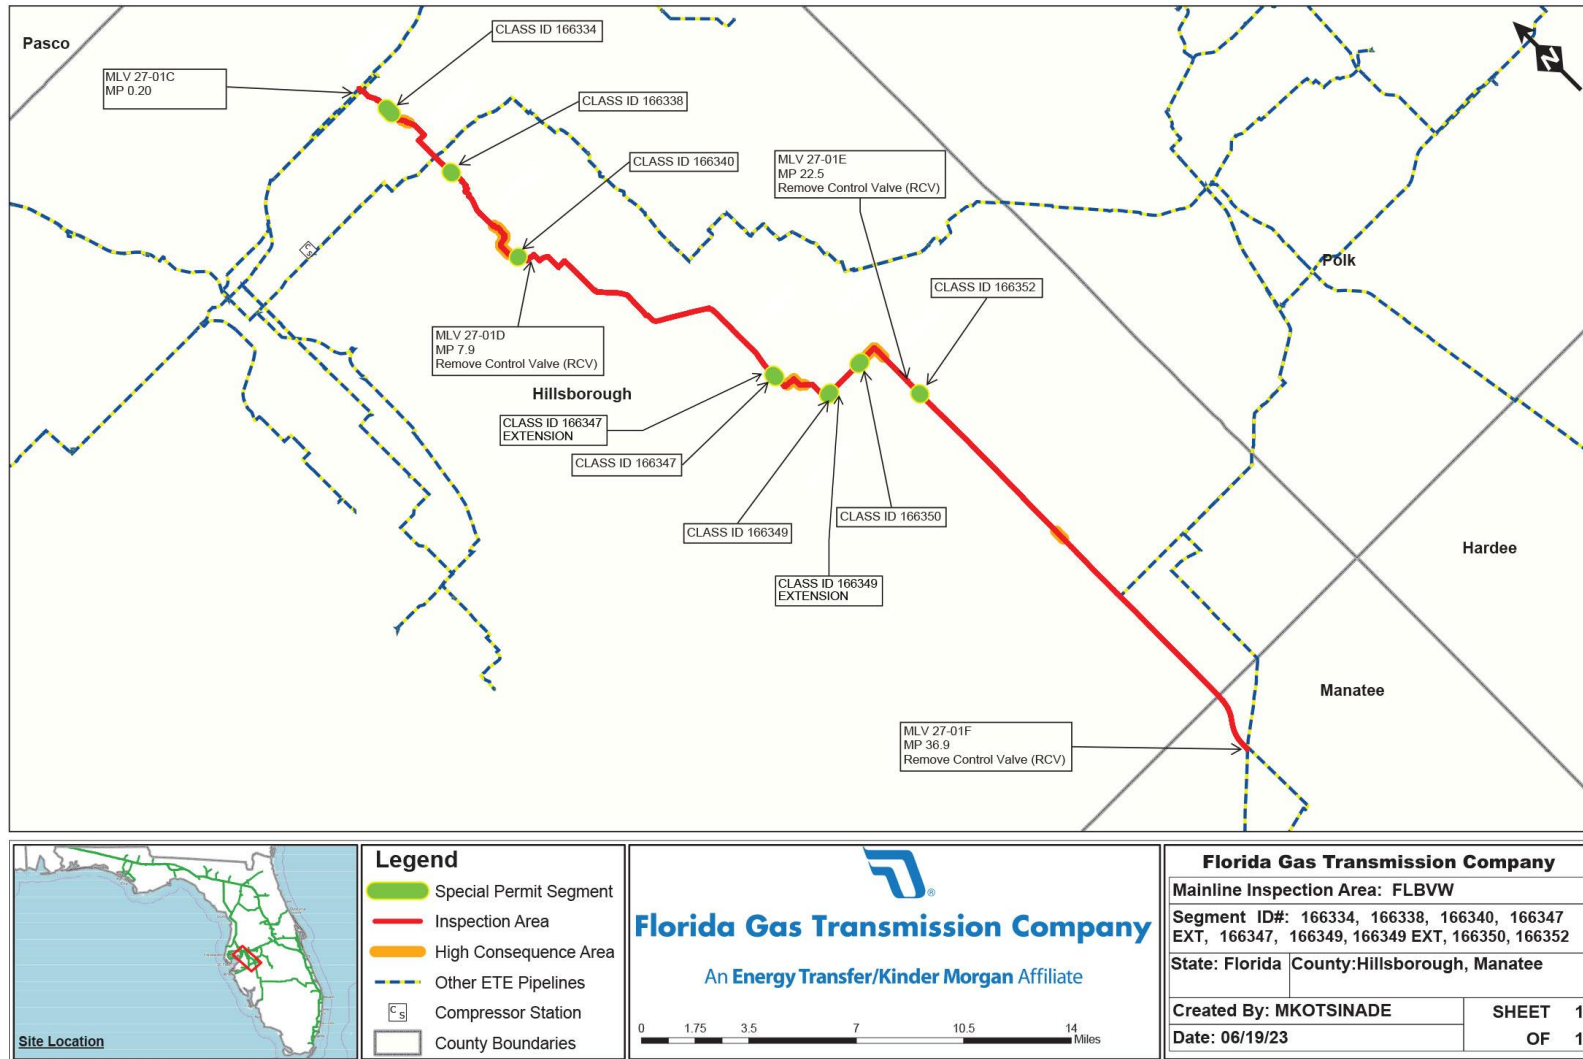 Pasco
CLASS ID 166334
MLV 27-01C
MP 0.20
CLASS ID 166338
N
CLASS ID 166340
MLV 27-01E
MP 22.5
Remove Control Valve (RCV)
C S
Polk
CLASS ID 166352
MLV 27-01D
MP 7.9
Remove Control Valve (RCV)
Hillsborough
CLASS ID 166347
EXTENSION
CLASS ID 166347
CLASS ID 166350
CLASS ID 166349
Hardee
CLASS ID 166349
EXTENSION
Manatee
MLV 27-01F
MP 36.9
Remove Control Valve (RCV)
Site Location
Legend
Special Permit Segment
Inspection Area
High Consequence Area
Other ETE Pipelines
C S Compressor Station
County Boundaries
®
Florida Gas Transmission Company
An Energy Transfer/Kinder Morgan Affiliate
0 1.75 3.5 7 10.5 14
Miles
Florida Gas Transmission Company
Mainline Inspection Area: FLBVW
Segment ID#: 166334, 166338, 166340, 166347
EXT, 166347, 166349, 166349 EXT, 166350, 166352
State: Florida County:Hillsborough, Manatee
Created By: MKOTSINADE SHEET 1
Date: 06/19/23 OF 1